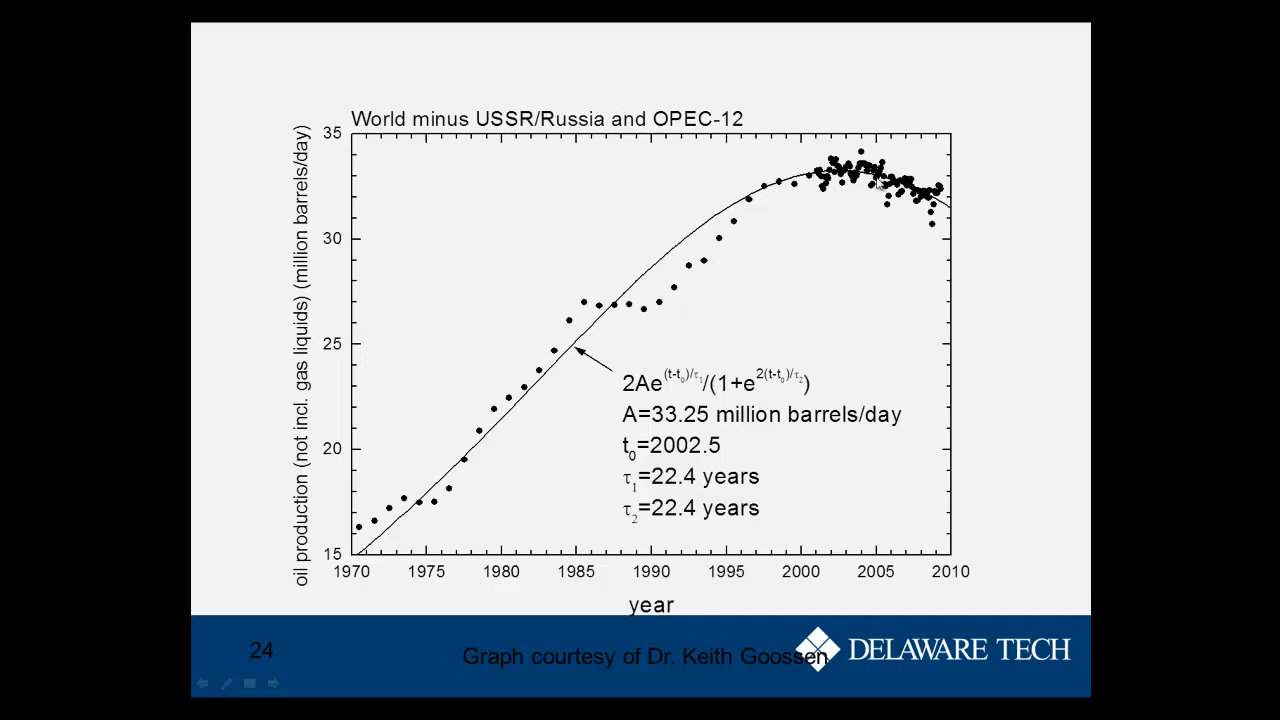 World minus USSR/Russia and OPEC-12
oil production (not incl. gas liquids) (million barrels/day)
35
30
25
20
15
2Ae^(t-t₀)/τ₁/(1+e^2(t-t₀)/τ₂)
A=33.25 million barrels/day
t₀=2002.5
τ₁=22.4 years
τ₂=22.4 years
1970 1975 1980 1985 1990 1995 2000 2005 2010
year
24
Graph courtesy of Dr. Keith Goossen
DELAWARE TECH